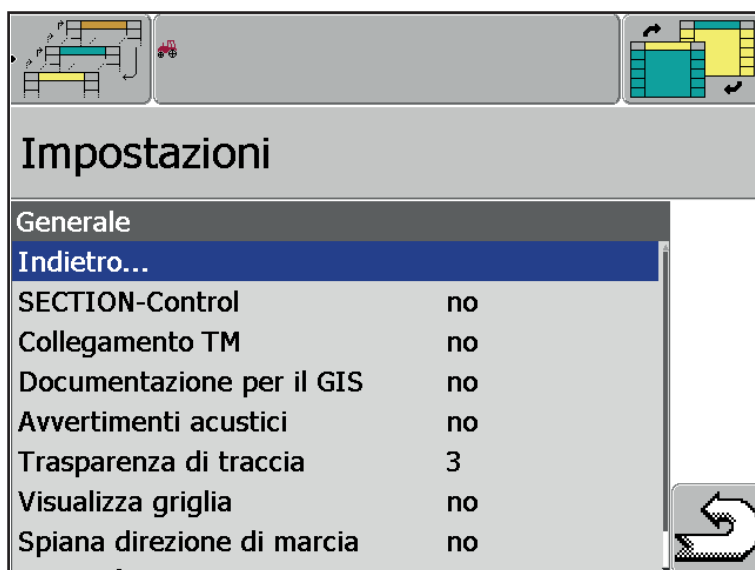 Impostazioni
Generale
Indietro...
SECTION-Control no
Collegamento TM no
Documentazione per il GIS no
Avvertimenti acustici no
Trasparenza di traccia 3
Visualizza griglia no
Spiana direzione di marcia no